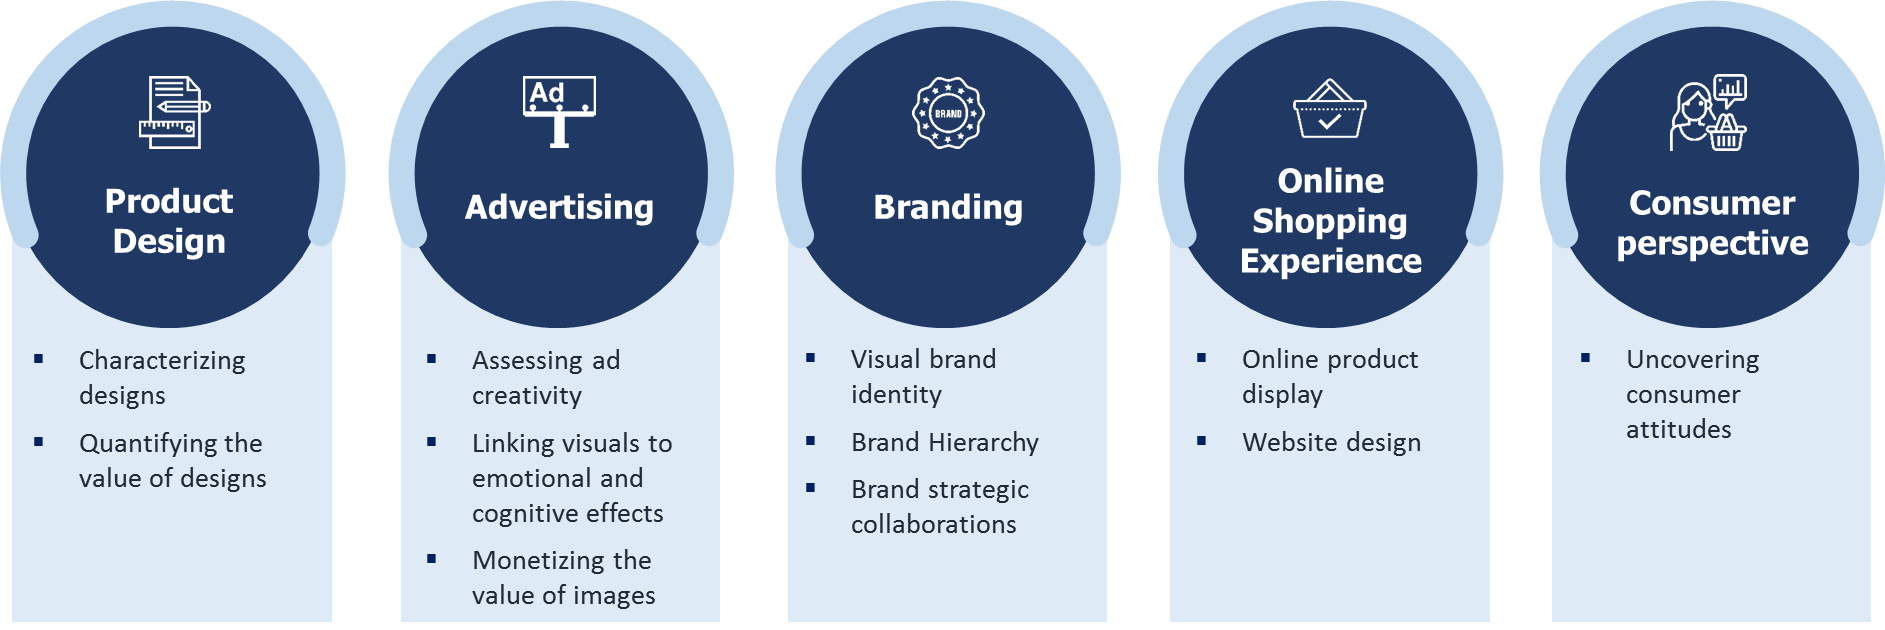 Product
Design
▪ Characterizing
designs
▪ Quantifying the
value of designs
Ad
Advertising
▪ Assessing ad
creativity
▪ Linking visuals to
emotional and
cognitive effects
▪ Monetizing the
value of images
BRAND
Branding
▪ Visual brand
identity
▪ Brand Hierarchy
▪ Brand strategic
collaborations
Online
Shopping
Experience
▪ Online product
display
▪ Website design
Consumer
perspective
▪ Uncovering
consumer
attitudes